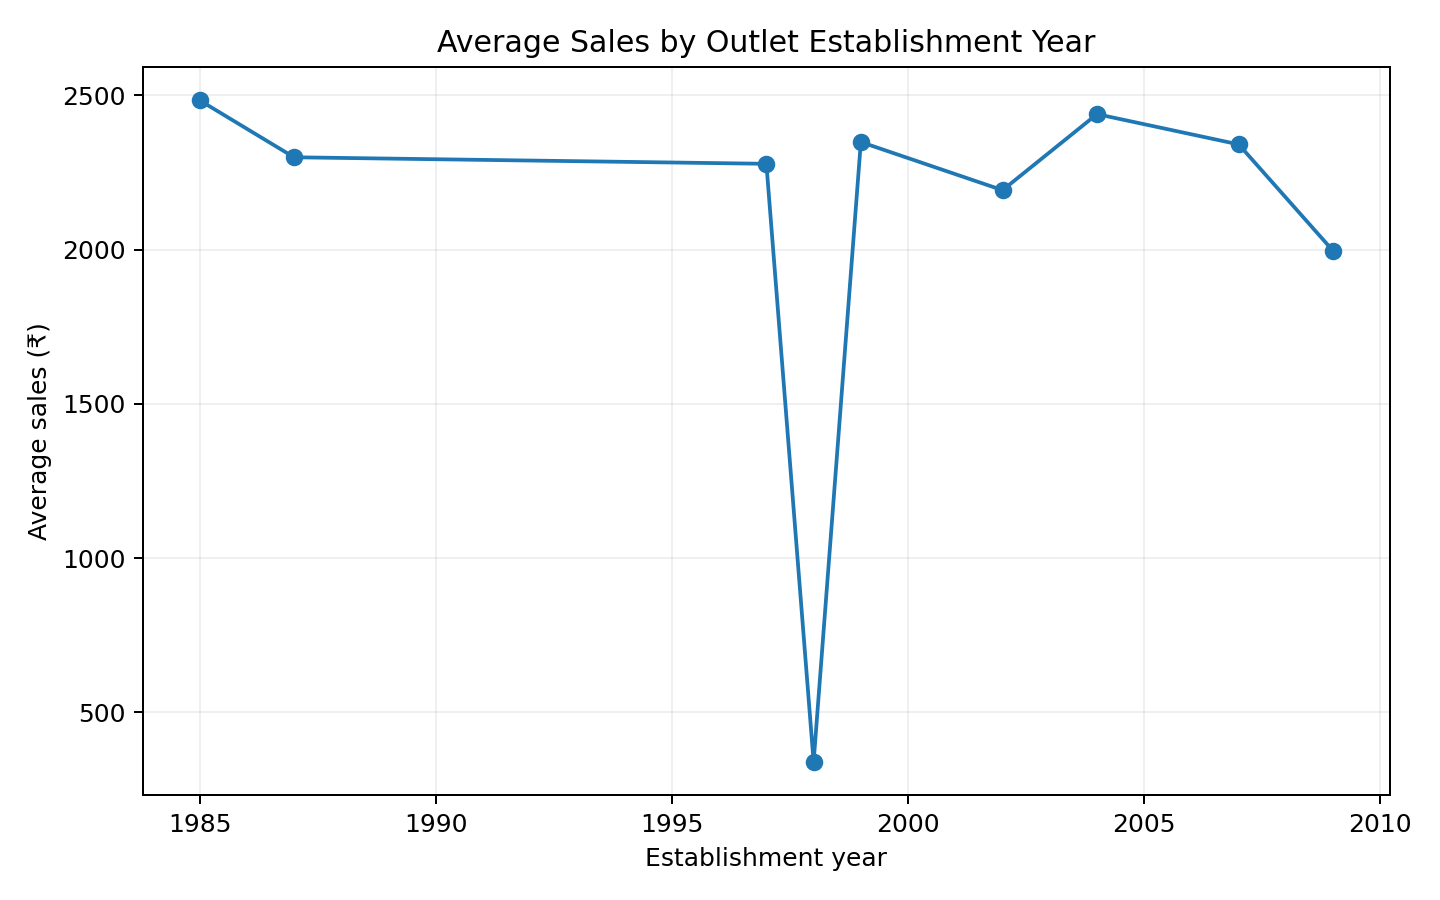 Average Sales by Outlet Establishment Year
Average sales (₹)
2500
2000
1500
1000
500
1985 1990 1995 2000 2005 2010
Establishment year